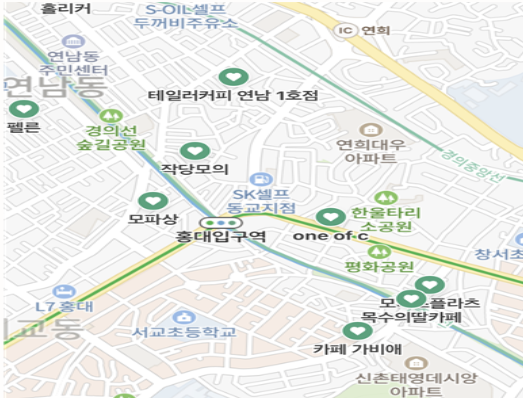 홀리커
S-OIL셀프
두꺼비주유소
IC 연희
연남동
주민센터
연남동
테일러커피 연남 1호점
펠른
경의선
숲길공원
연희대우
아파트
경의중앙선
작당모의
SK셀프
동교지점
모파상
한울타리
소공원
홍대입구역
one of c
창서초
평화공원
L7 홍대
서교초등학교
목수의딸카페
카페 가비애
신촌태영데시앙
아파트